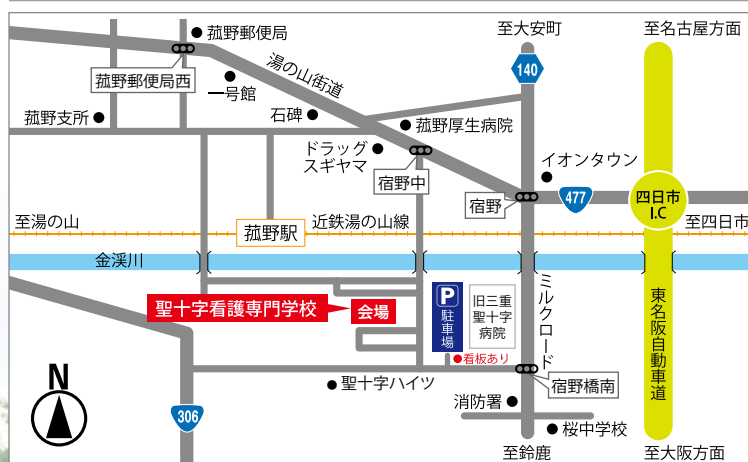 菰野郵便局
至大安町
至名古屋方面
湯の山街道
140
菰野郵便局西
一号館
石碑
菰野支所
菰野厚生病院
ドラッグ
スギヤマ
イオンタウン
宿野中
宿野
477
四日市
I.C
至湯の山
菰野駅
近鉄湯の山線
至四日市
金渓川
聖十字看護専門学校
会場
P
駐車場
旧三重
聖十字
病院
ミルクロード
東名阪自動車道
●看板あり
聖十字ハイツ
宿野橋南
N
306
消防署
桜中学校
至鈴鹿
至大阪方面